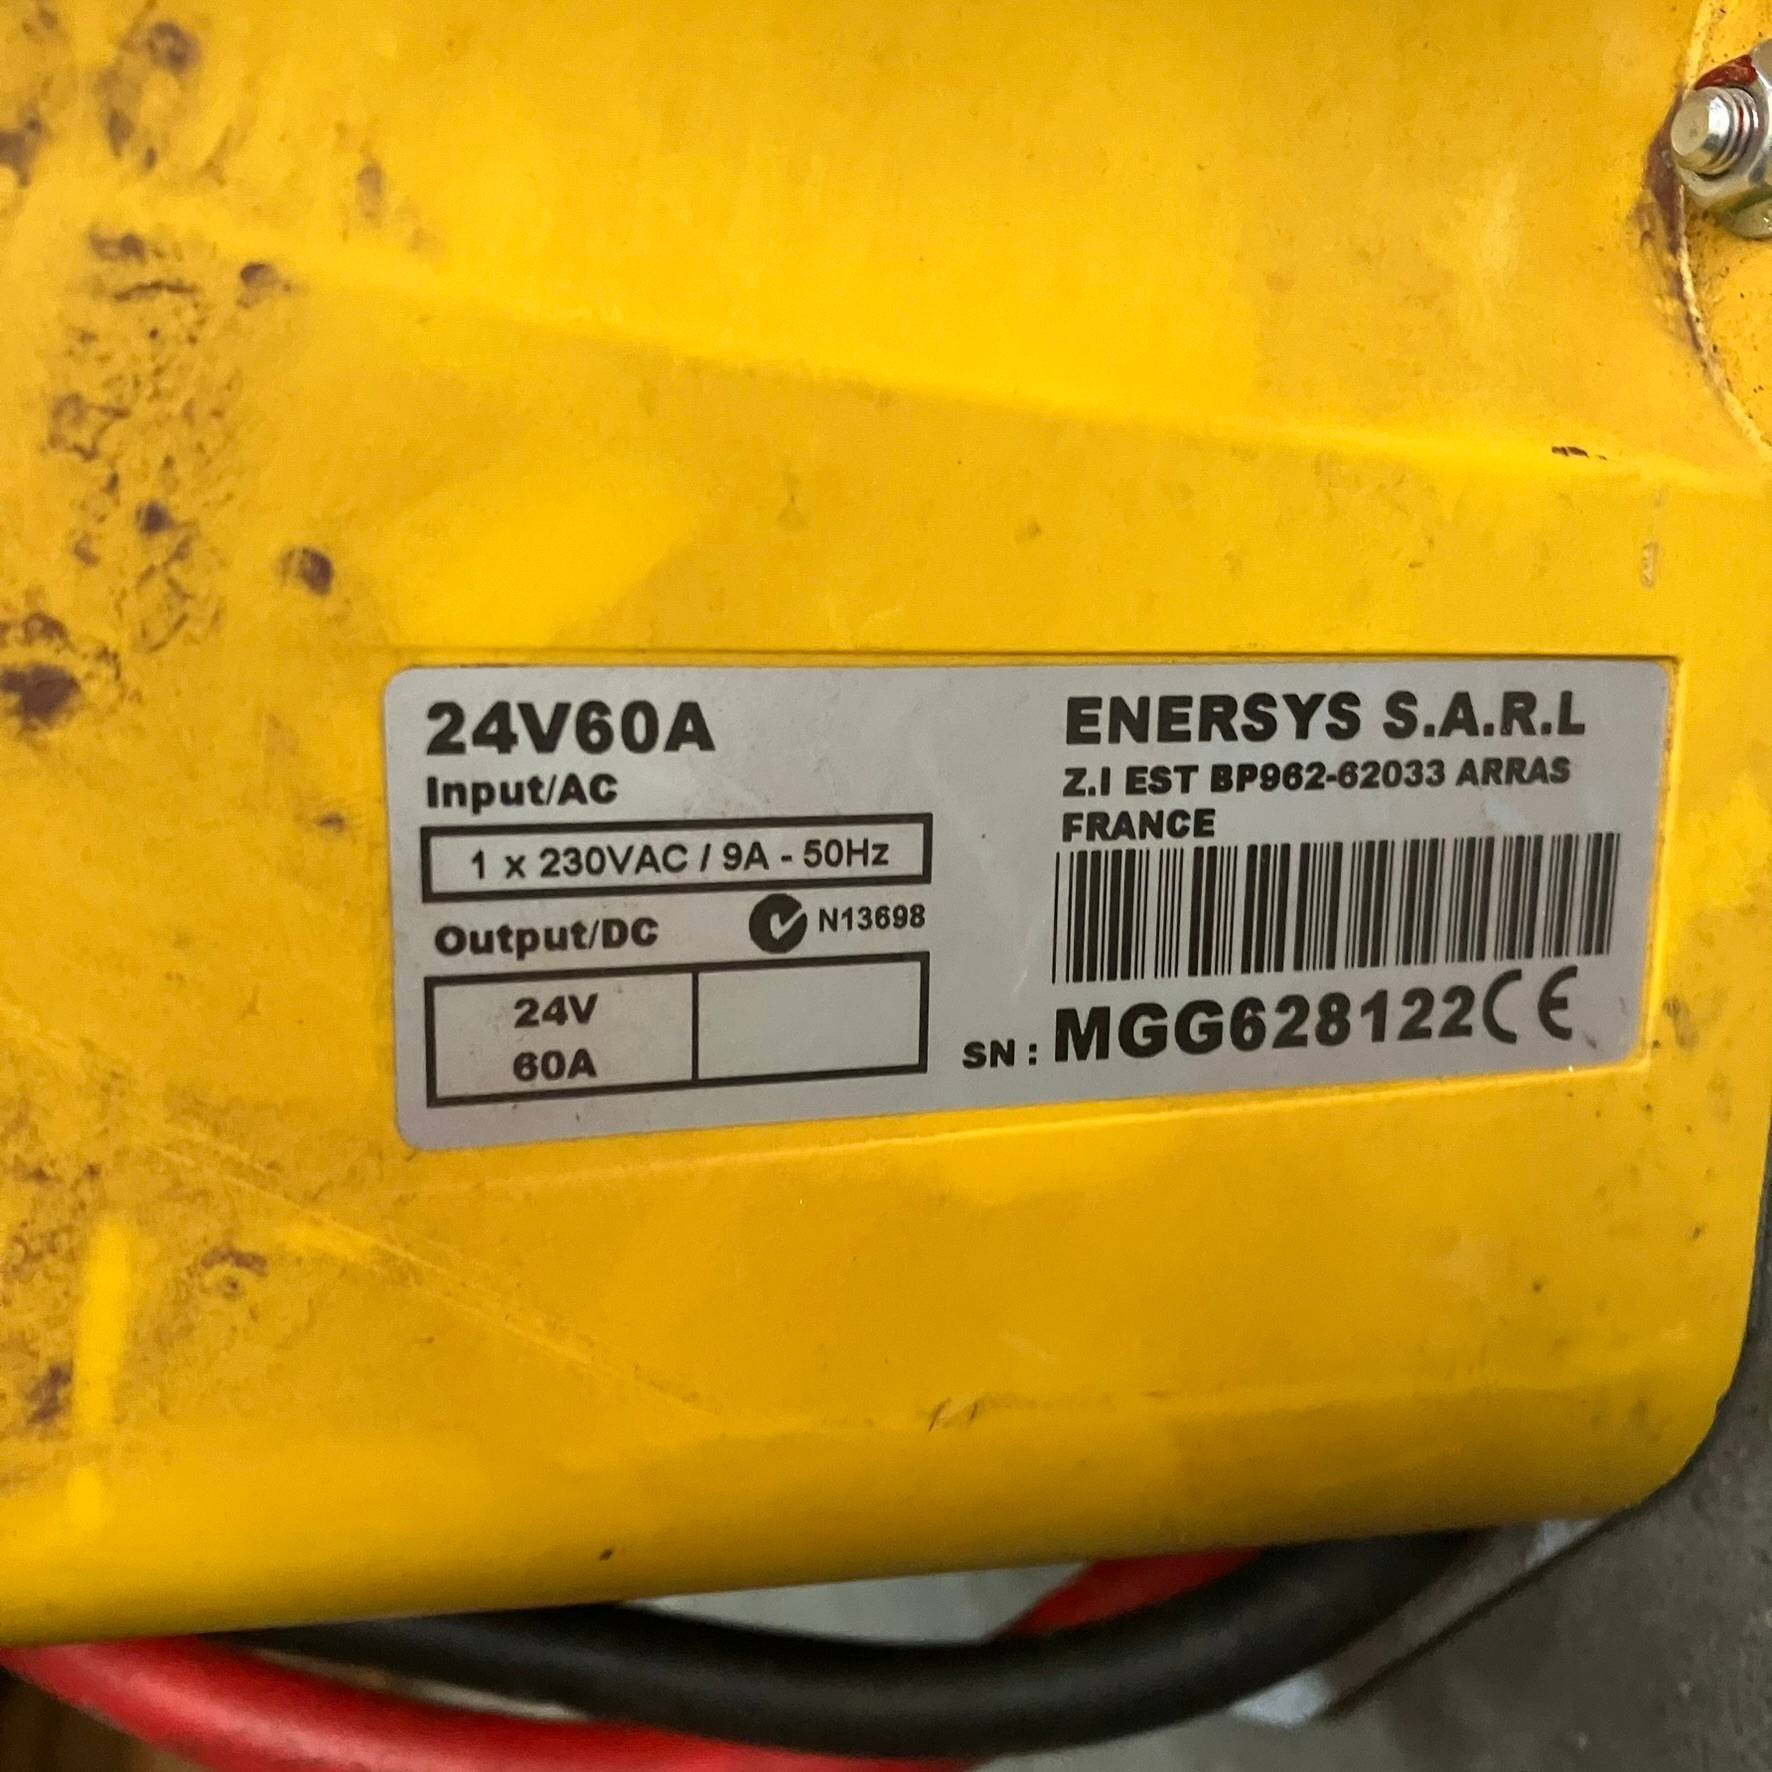 24V60A
Input/AC
1 x 230VAC / 9A - 50Hz
Output/DC
N13698
24V
60A
ENERSYS S.A.R.L
Z.I EST BP962-62033 ARRAS
FRANCE
SN : MGG628122 CE